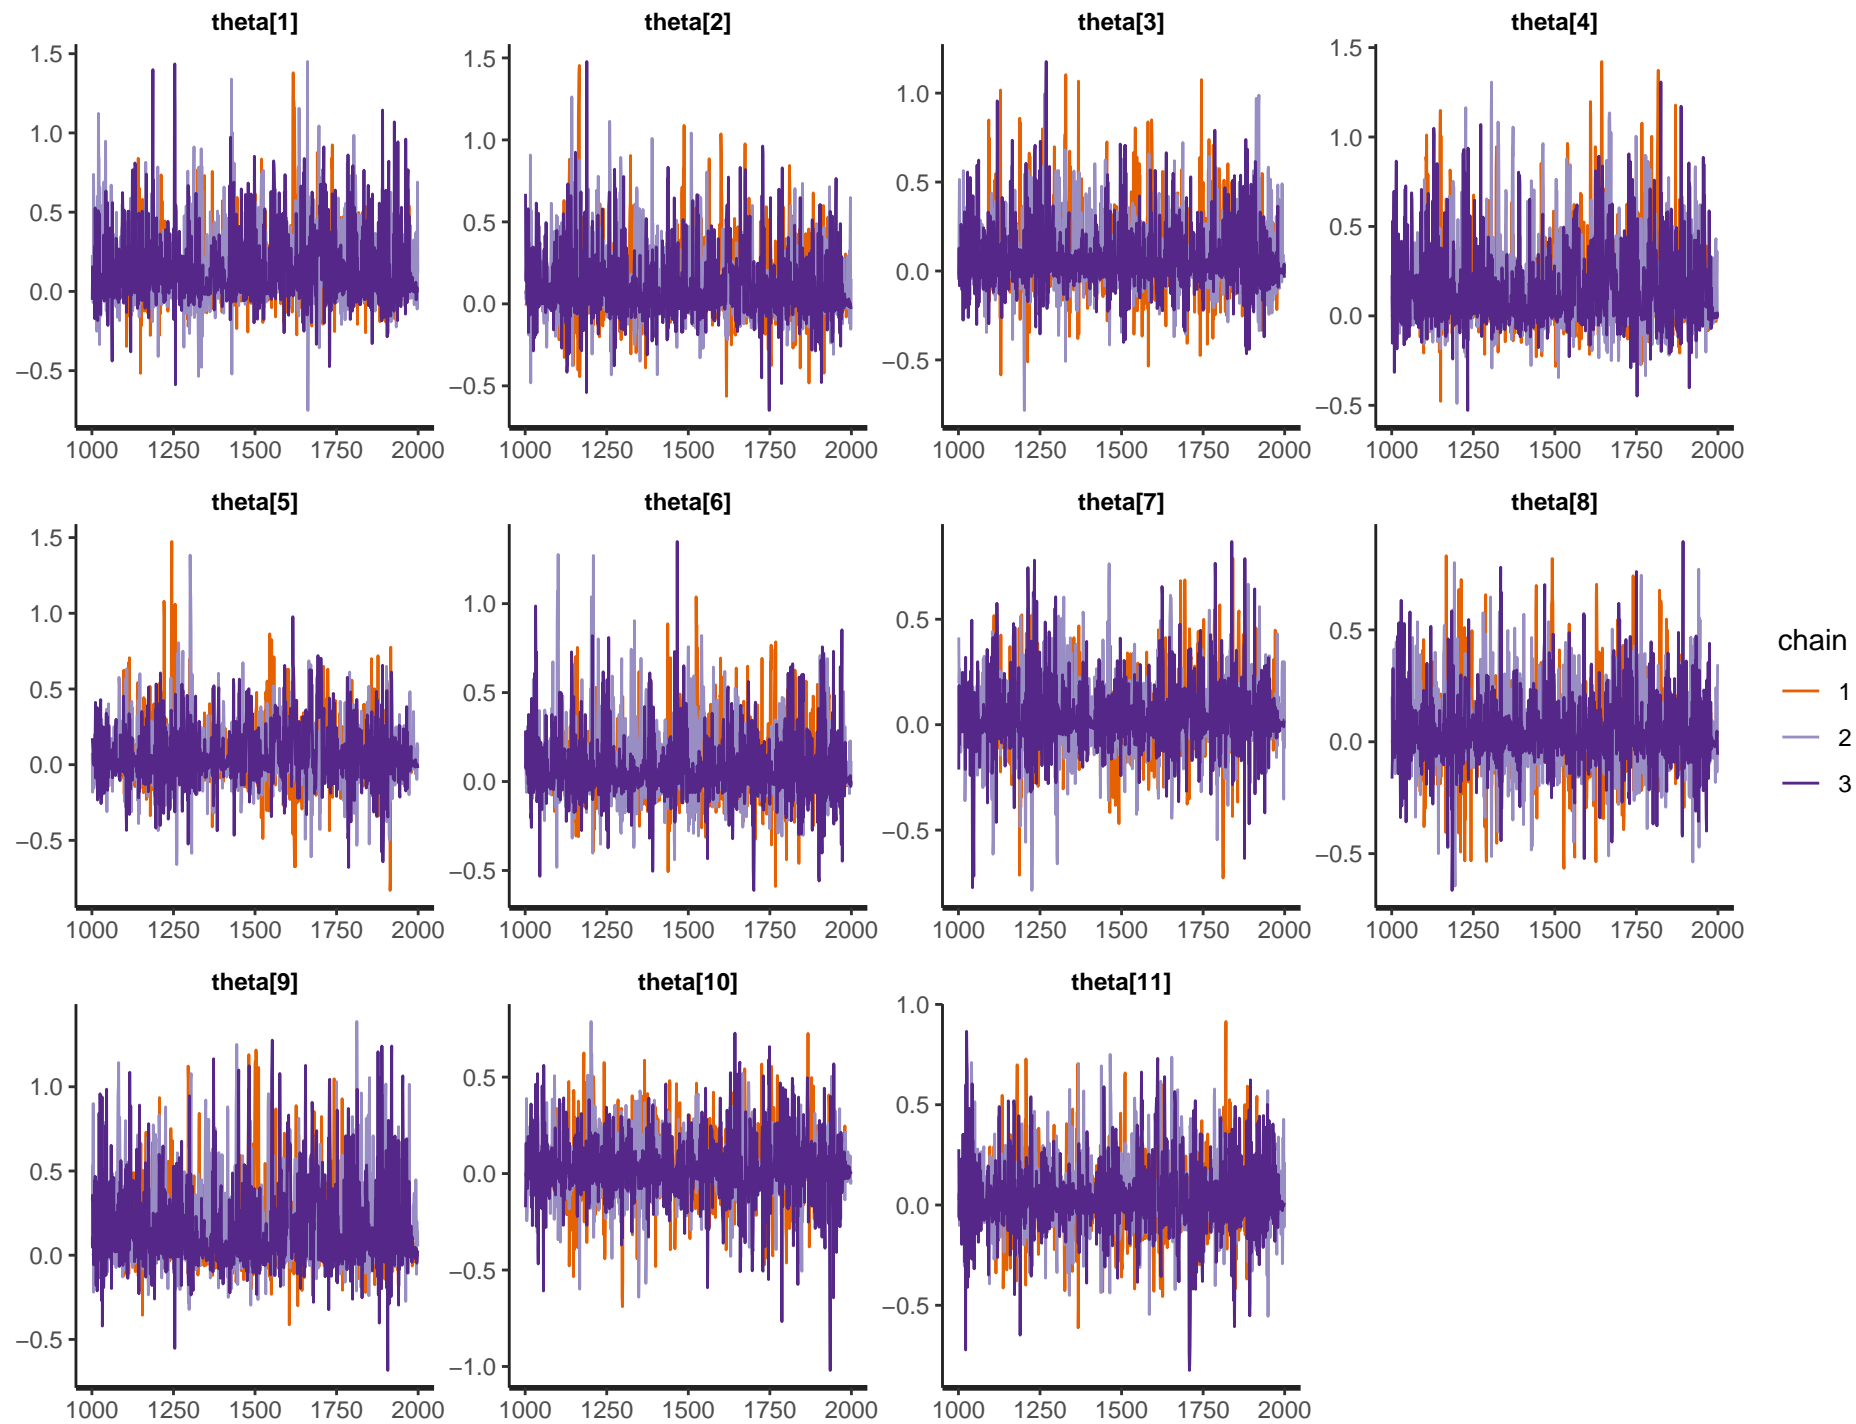 theta[1] theta[2] theta[3] theta[4]
1.5 1.0 0.5 0.0 −0.5
1.5 1.0 0.5 0.0 −0.5
1.0 0.5 0.0 −0.5
1.5 1.0 0.5 0.0 −0.5
1000 1250 1500 1750 2000 1000 1250 1500 1750 2000 1000 1250 1500 1750 2000 1000 1250 1500 1750 2000
theta[5] theta[6] theta[7] theta[8]
1.5 1.0 0.5 0.0 −0.5
1.0 0.5 0.0 −0.5
0.5 0.0 −0.5
0.5 0.0 −0.5
1000 1250 1500 1750 2000 1000 1250 1500 1750 2000 1000 1250 1500 1750 2000 1000 1250 1500 1750 2000
theta[9] theta[10] theta[11]
1.0 0.5 0.0 −0.5
0.5 0.0 −0.5 −1.0
1.0 0.5 0.0 −0.5
1000 1250 1500 1750 2000 1000 1250 1500 1750 2000 1000 1250 1500 1750 2000
chain
1
2
3